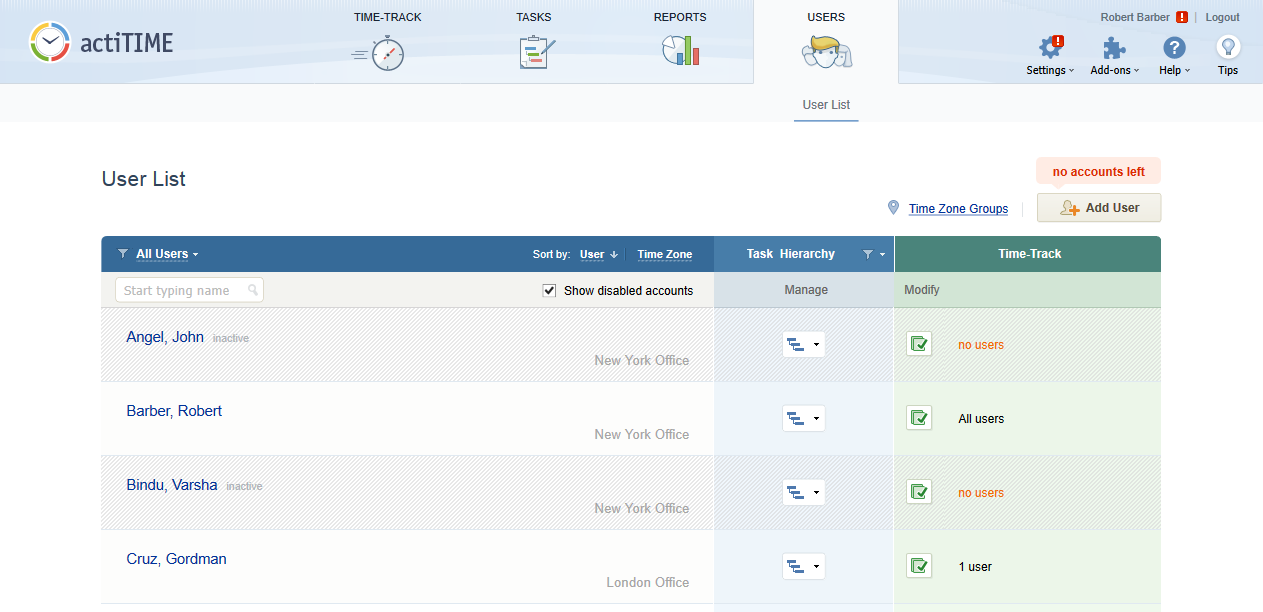 actiTIME
TIME-TRACK
TASKS
REPORTS
USERS
Robert Barber ! | Logout
Settings
Add-ons
Help
Tips
User List
User List
no accounts left
Time Zone Groups
Add User
All Users
Sort by: User ↓ Time Zone
Task Hierarchy
Time-Track
Start typing name
Show disabled accounts
Manage
Modify
Angel, John inactive
New York Office
no users
Barber, Robert
New York Office
All users
Bindu, Varsha inactive
New York Office
no users
Cruz, Gordman
London Office
1 user